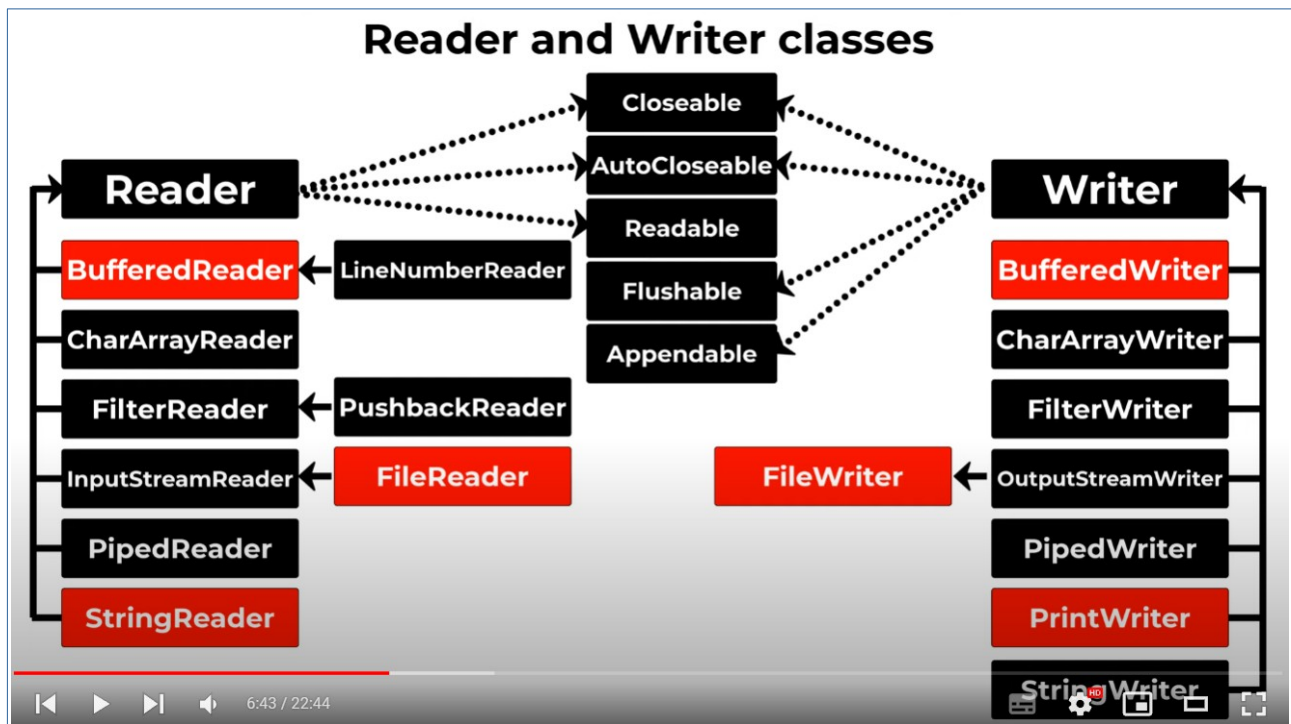 Reader and Writer classes
Closeable
AutoCloseable
Readable
Flushable
Appendable
Reader
BufferedReader
LineNumberReader
CharArrayReader
FilterReader
PushbackReader
InputStreamReader
FileReader
PipedReader
StringReader
Writer
BufferedWriter
CharArrayWriter
FilterWriter
FileWriter
OutputStreamWriter
PipedWriter
PrintWriter
StringWriter
6:43 / 22:44
HD